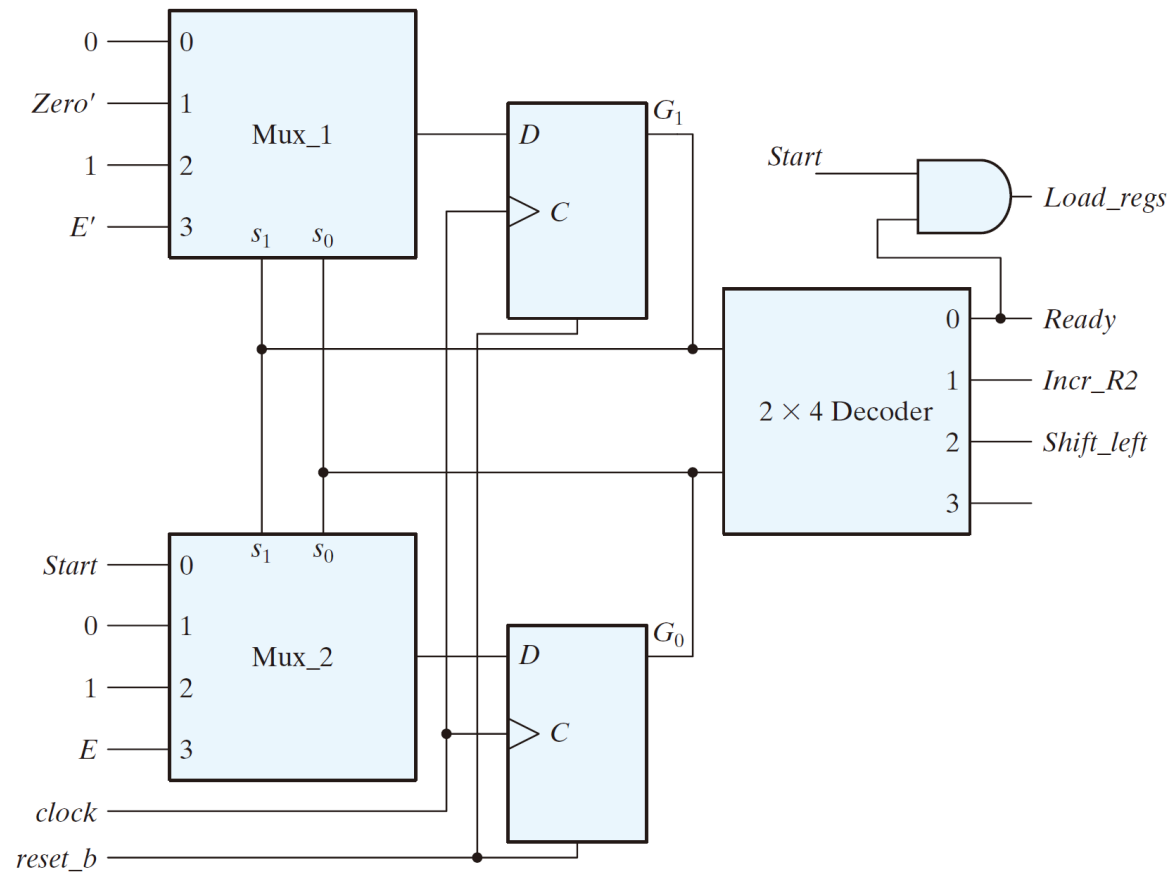 0
0
Zero'
1
Mux_1
1
2
E'
3
s1
s0
D
C
G1
Start
Load_regs
0
Ready
1
Incr_R2
2 × 4 Decoder
2
Shift_left
3
Start
0
s1
s0
0
1
Mux_2
1
2
E
3
D
C
G0
clock
reset_b